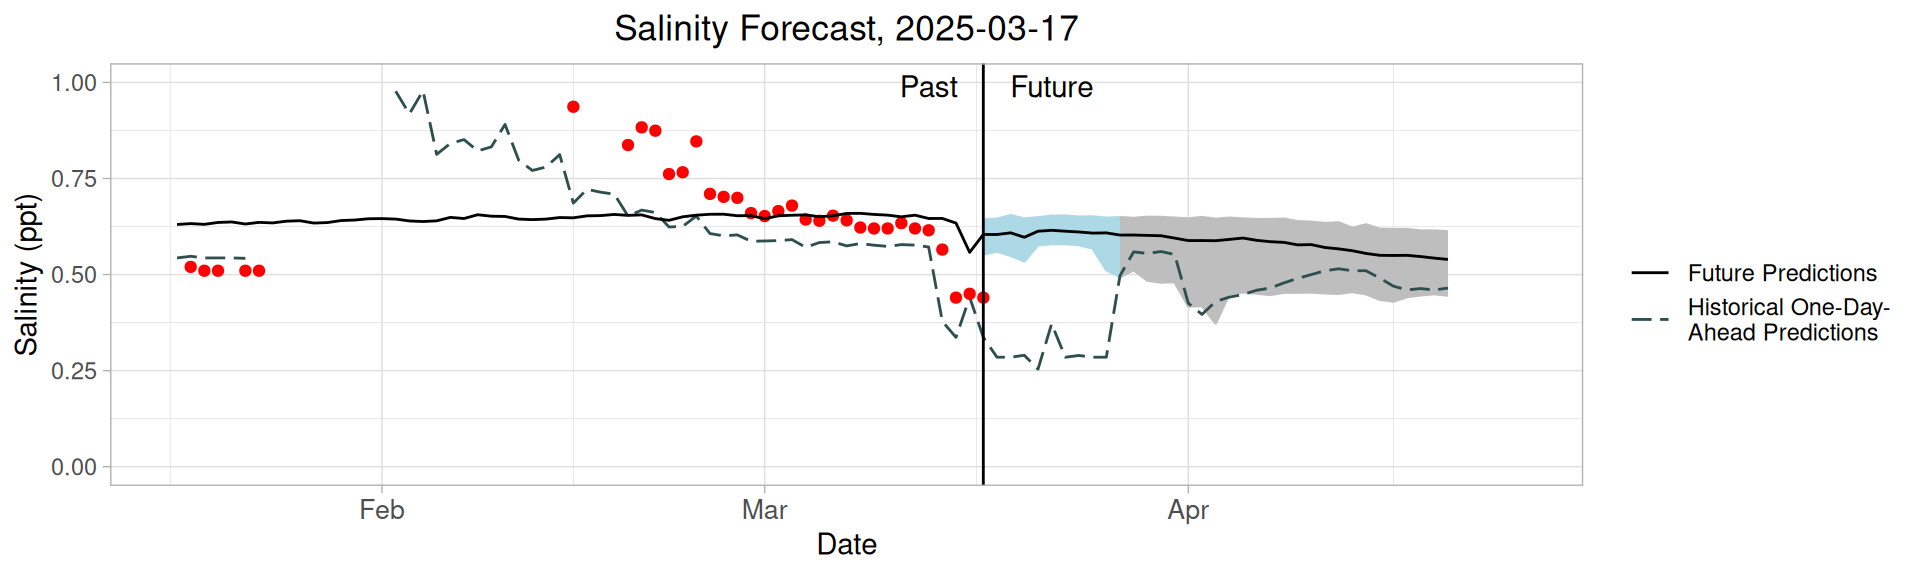 Salinity Forecast, 2025-03-17
Past
Future
1.00
0.75
0.50
0.25
0.00
Salinity (ppt)
Feb
Mar
Apr
Date
Future Predictions
Historical One-Day-
Ahead Predictions